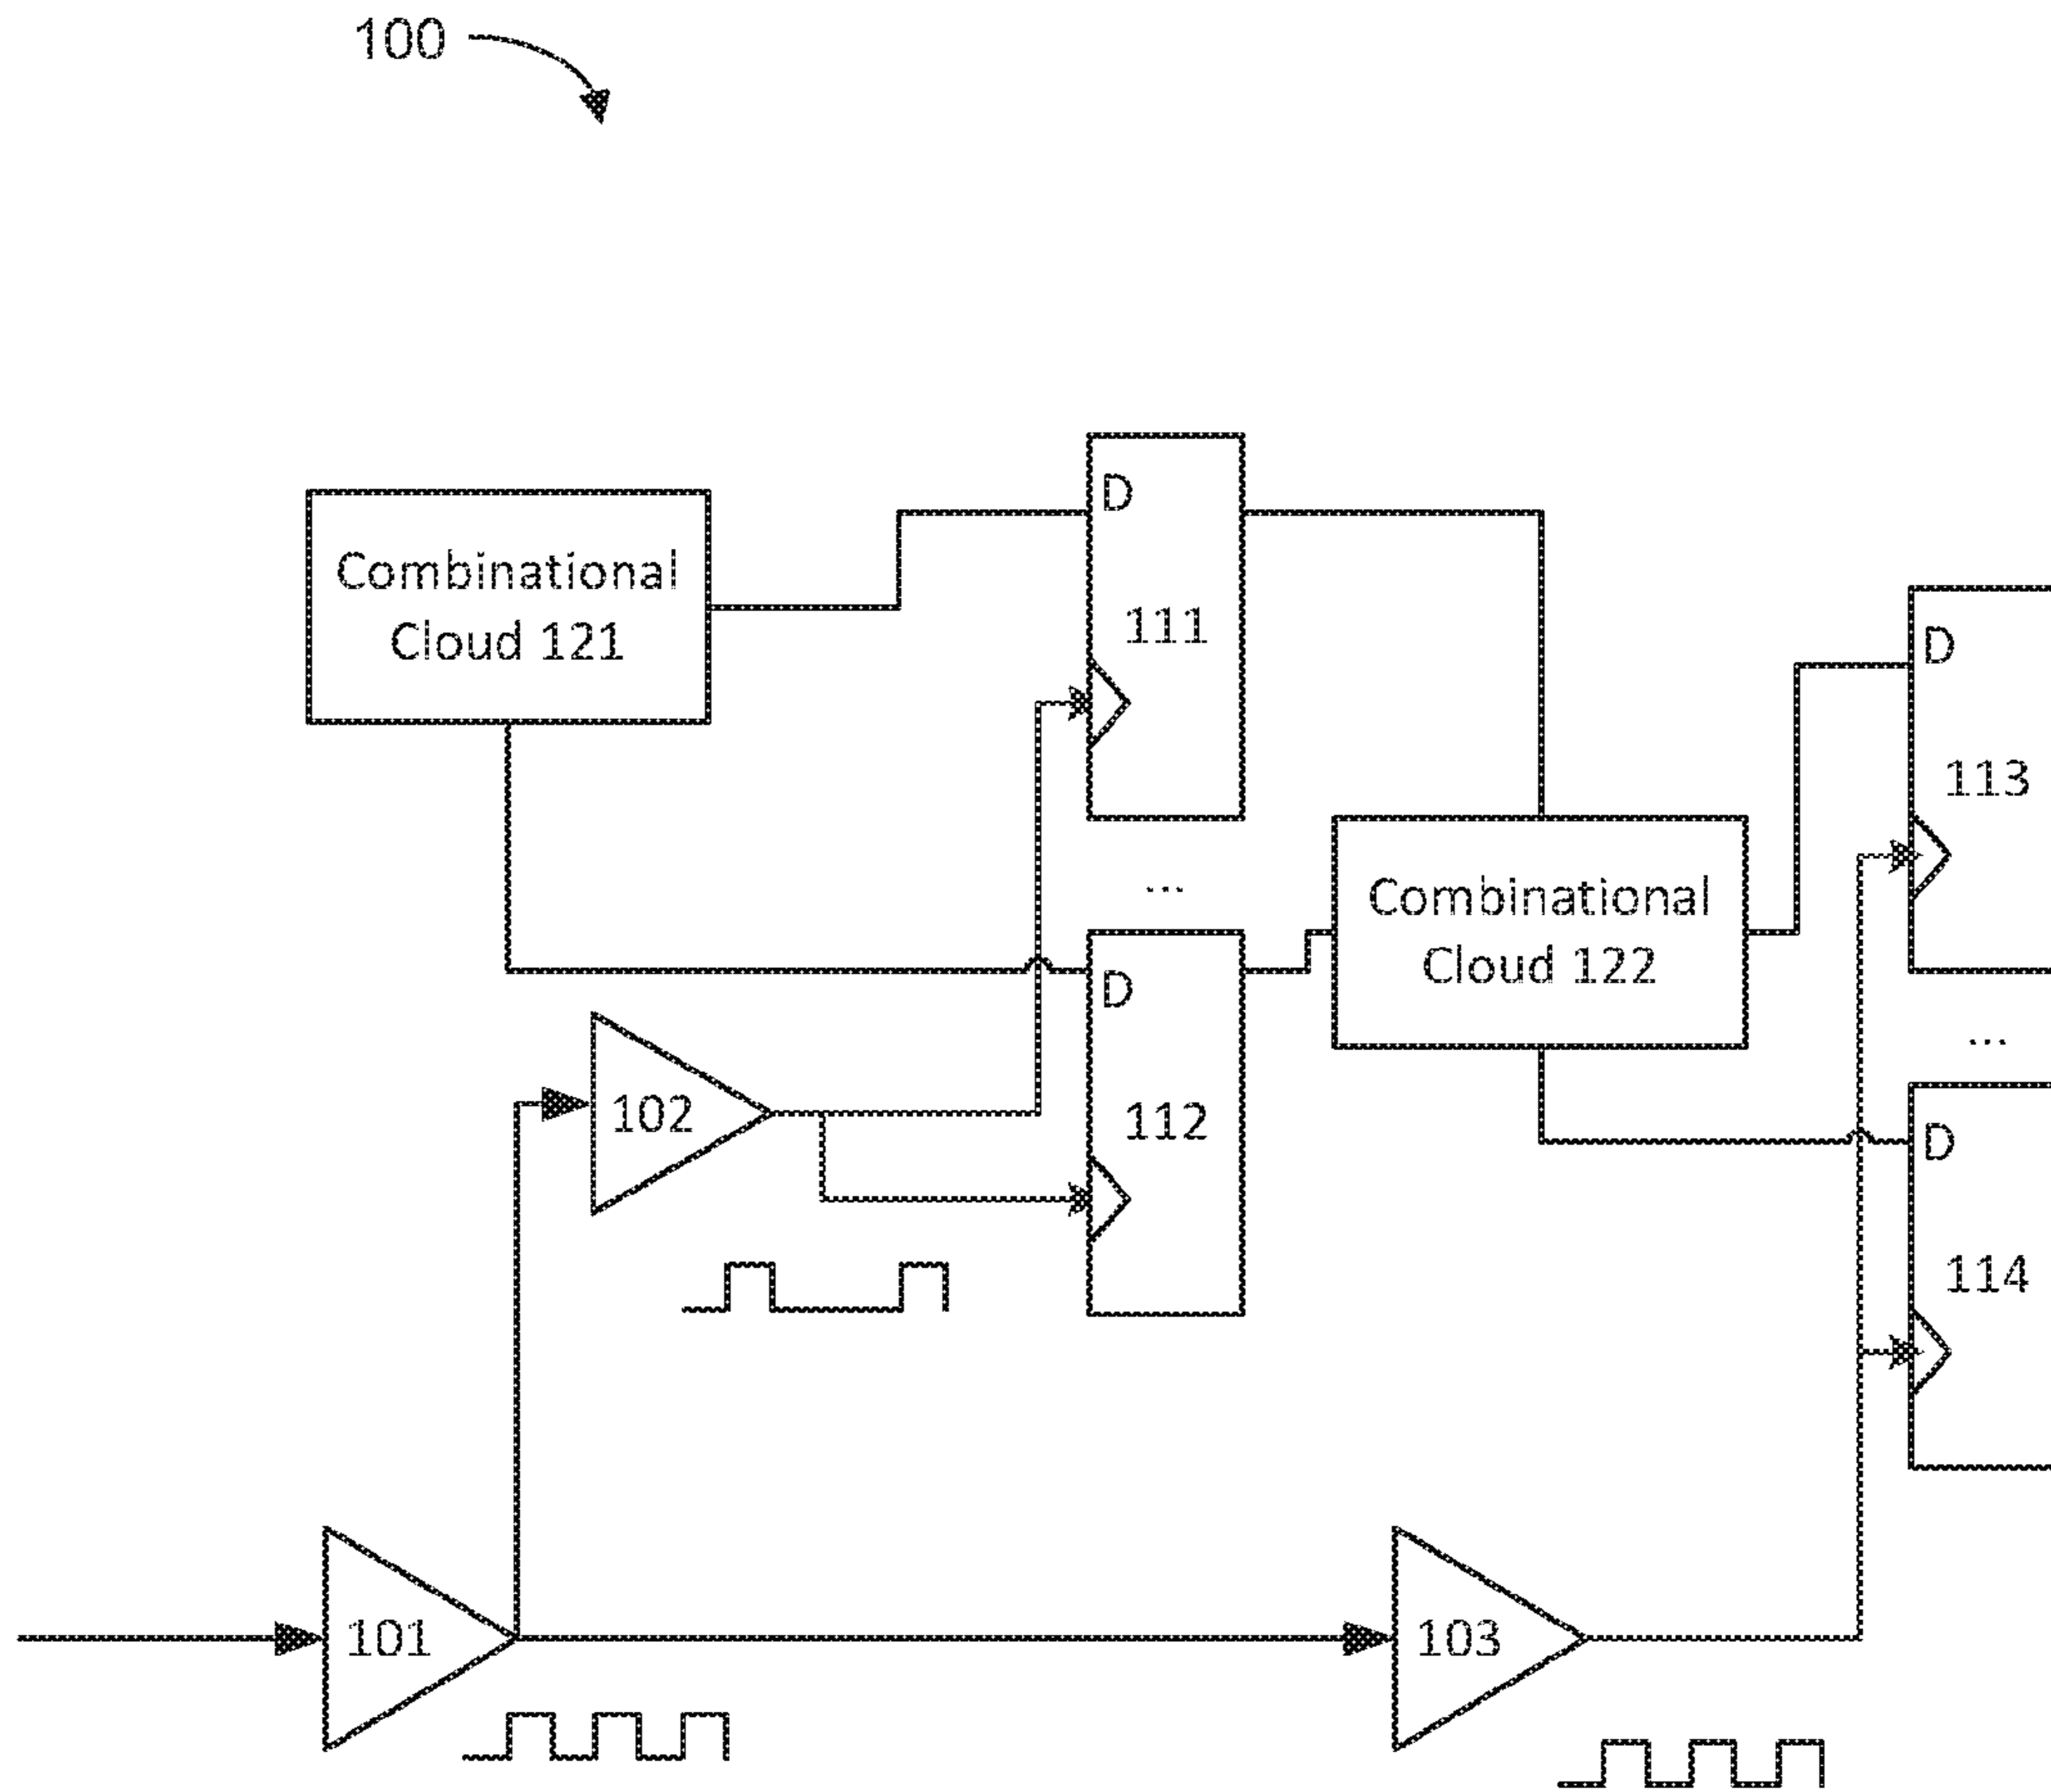 100
D
Combinational
Cloud 121
111
D
113
...
Combinational
Cloud 122
D
...
102
112
D
114
101
103